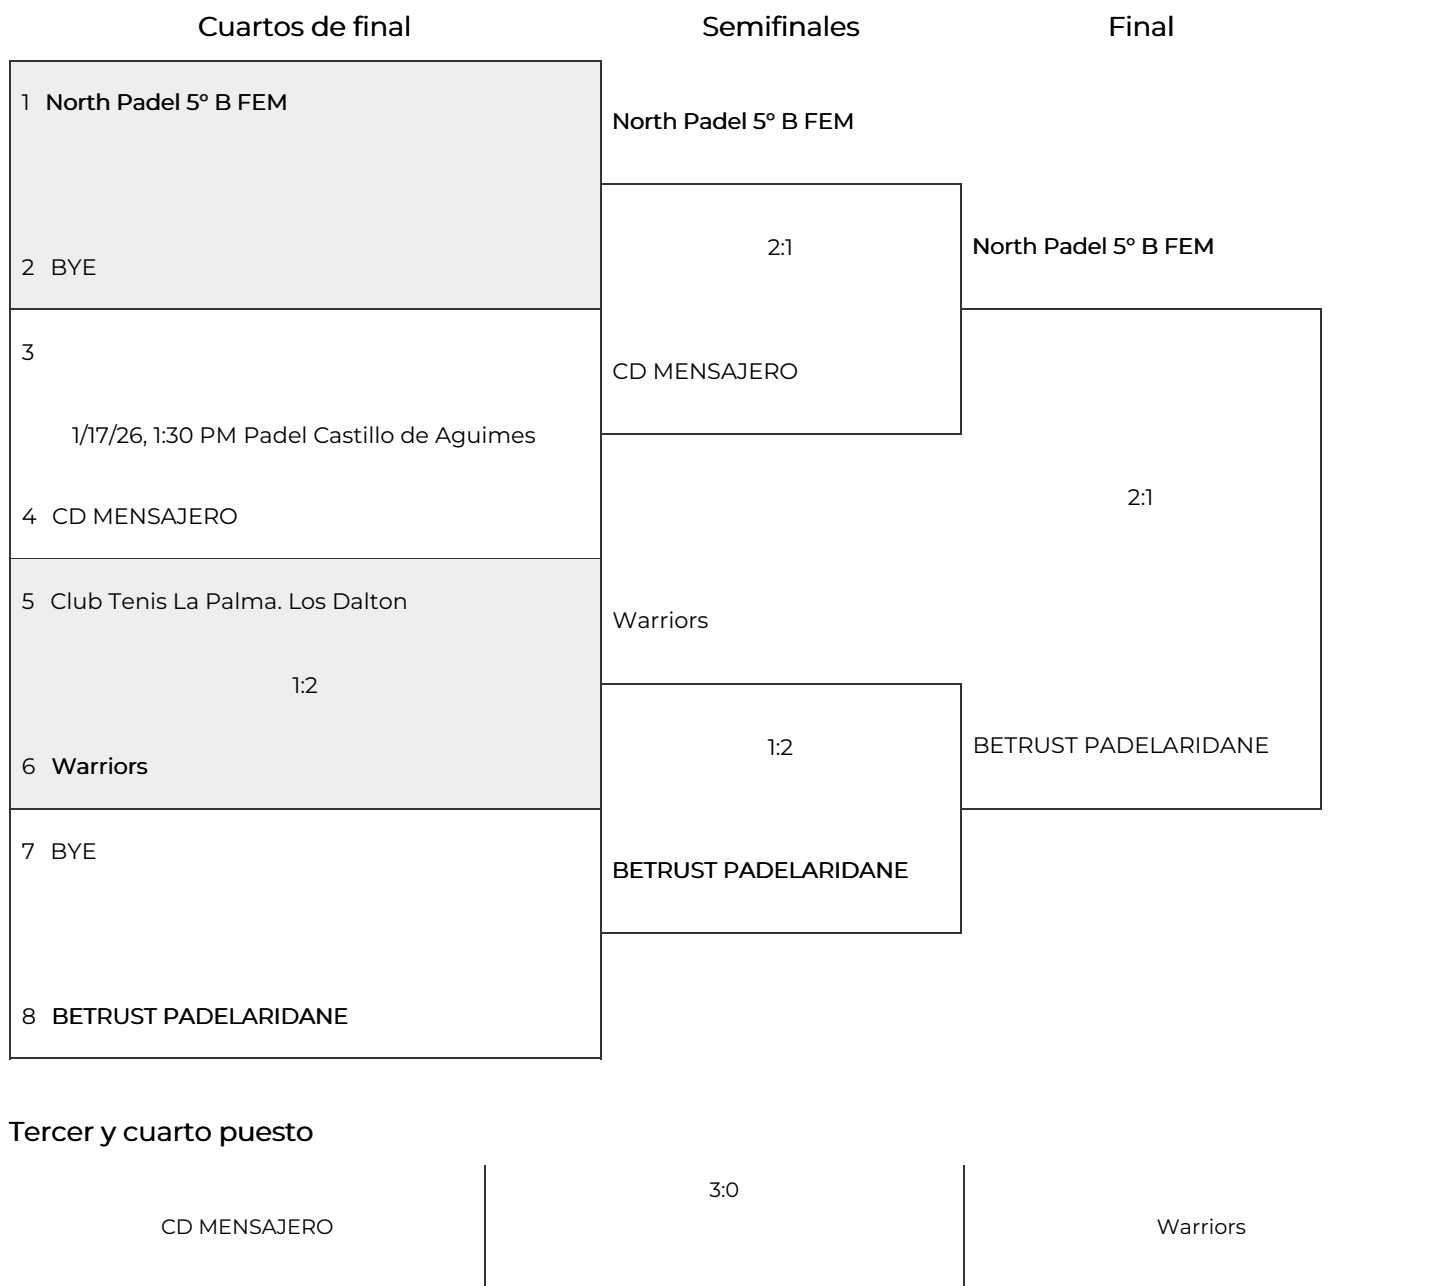 Cuartos de final
Semifinales
Final
1 North Padel 5º B FEM
2 BYE
3
1/17/26, 1:30 PM Padel Castillo de Aguimes
4 CD MENSAJERO
5 Club Tenis La Palma. Los Dalton
1:2
6 Warriors
7 BYE
8 BETRUST PADELARIDANE
North Padel 5º B FEM
2:1
CD MENSAJERO
Warriors
1:2
BETRUST PADELARIDANE
North Padel 5º B FEM
2:1
BETRUST PADELARIDANE
Tercer y cuarto puesto
CD MENSAJERO
3:0
Warriors